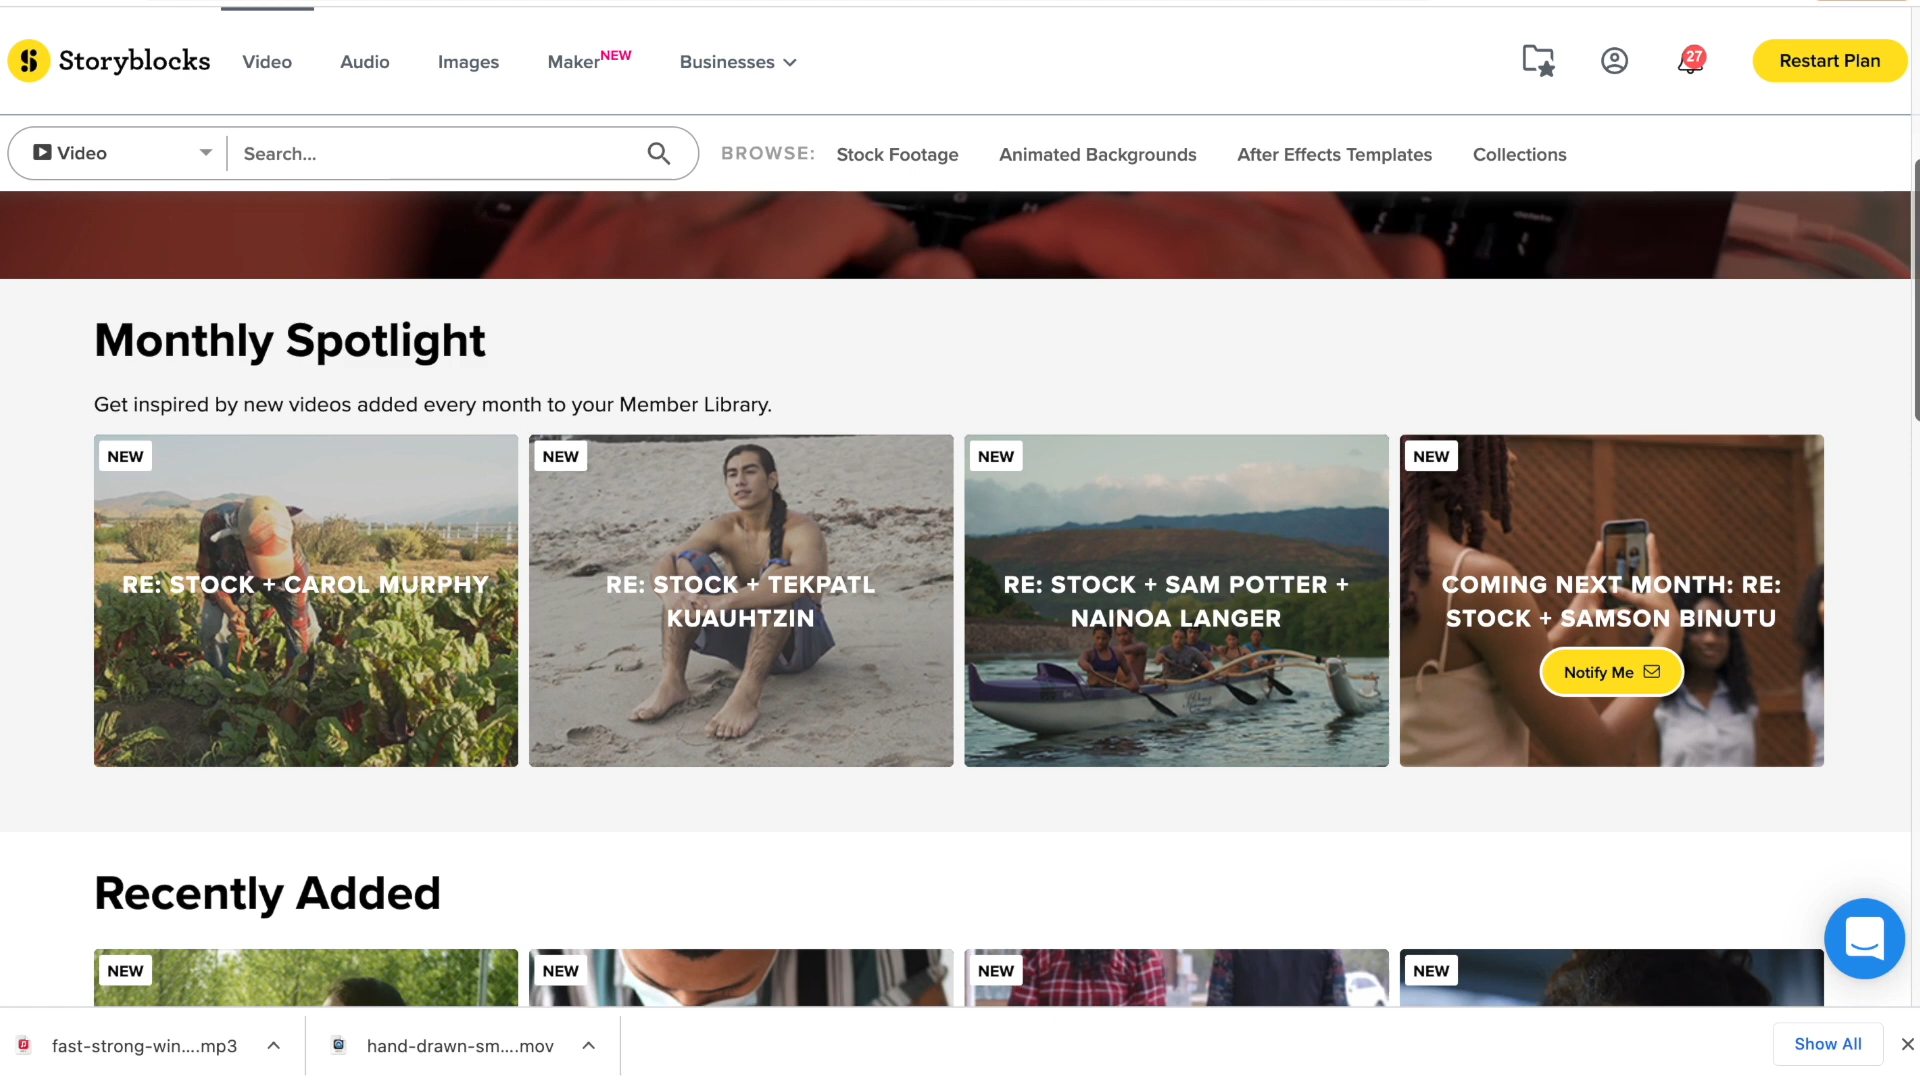 Storyblocks
Video
Audio
Images
Maker NEW
Businesses
27
Restart Plan
Video
Search...
BROWSE:
Stock Footage
Animated Backgrounds
After Effects Templates
Collections
delete
Monthly Spotlight
Get inspired by new videos added every month to your Member Library.
NEW
RE: STOCK + CAROL MURPHY
NEW
RE: STOCK + TEKPATL
KUAUHTZIN
NEW
RE: STOCK + SAM POTTER +
NAINOA LANGER
NEW
COMING NEXT MONTH: RE:
STOCK + SAMSON BINUTU
Notify Me
Recently Added
NEW
NEW
NEW
NEW
fast-strong-win....mp3
hand-drawn-sm....mov
Show All